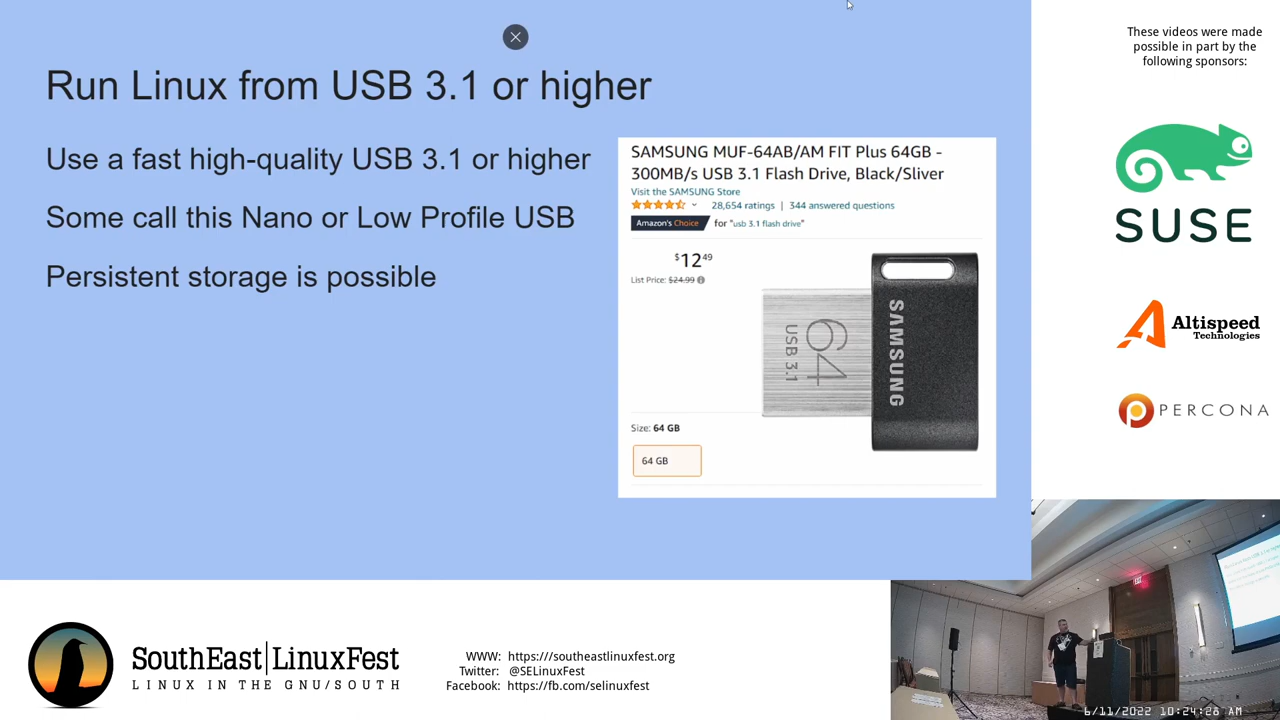 Run Linux from USB 3.1 or higher
Use a fast high-quality USB 3.1 or higher
Some call this Nano or Low Profile USB
Persistent storage is possible
SAMSUNG MUF-64AB/AM FIT Plus 64GB -
300MB/s USB 3.1 Flash Drive, Black/Sliver
Visit the SAMSUNG Store
28,654 ratings | 344 answered questions
Amazon's Choice for "usb 3.1 flash drive"
$12 49
List Price: $24.99
64
USB 3.1
SAMSUNG
Size: 64 GB
64 GB
These videos were made
possible in part by the
following sponsors:
SUSE
Altispeed
Technologies
PERCONA
SouthEast|LinuxFest
LINUX IN THE GNU/SOUTH
WWW: https:///southeastlinuxfest.org
Twitter: @SELinuxFest
Facebook: https://fb.com/selinuxfest
6/11/2022 10:24:28 AM